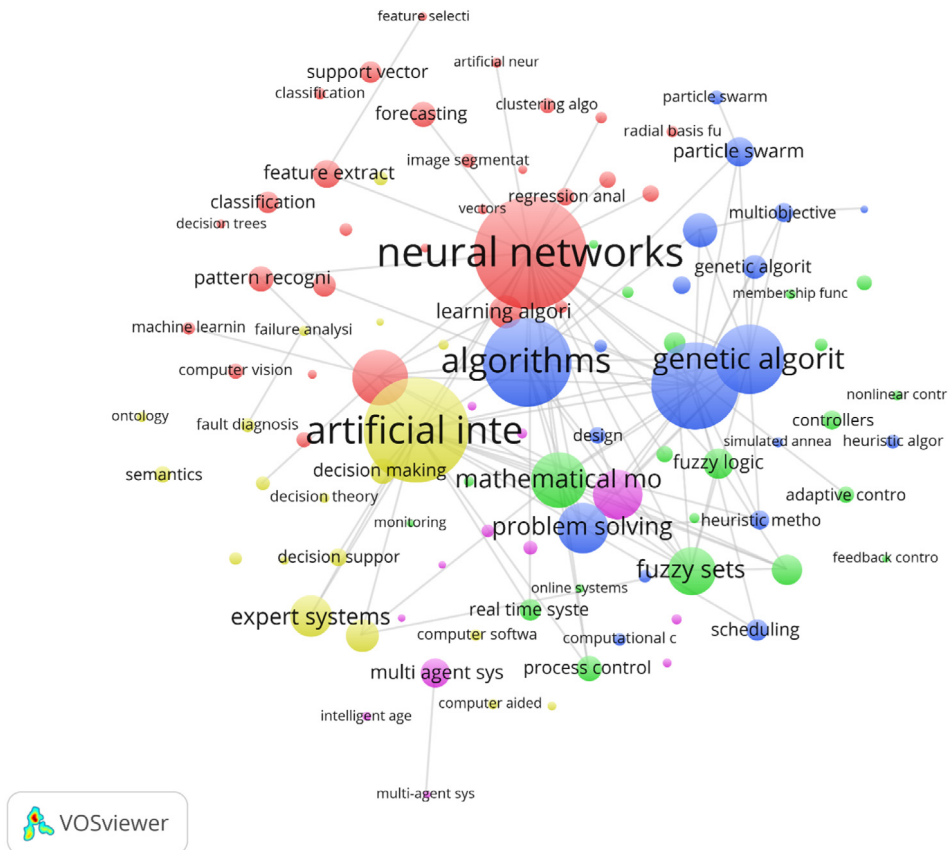 feature selecti
artificial neur
support vector
classification
clustering algo
particle swarm
forecasting
radial basis fu
image segmentat
particle swarm
feature extract
classification
vectors
regression anal
multiobjective
decision trees
neural networks
pattern recogni
genetic algorit
membership func
learning algori
machine learnin
failure analysi
algorithms
genetic algorit
computer vision
nonlinear contr
ontology
fault diagnosis
artificial inte
design
controllers
simulated annea
heuristic algor
semantics
decision making
mathematical mo
fuzzy logic
decision theory
adaptive contro
monitoring
problem solving
heuristic metho
decision suppor
fuzzy sets
feedback contro
online systems
expert systems
real time syste
computer softwa
computational c
scheduling
multi agent sys
process control
computer aided
intelligent age
multi-agent sys
VOSviewer